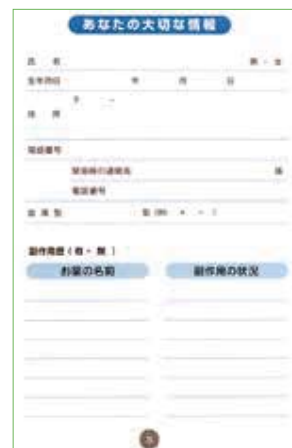 あなたの大切な情報
氏 名 男・女
生年月日 年 月 日
〒 -
住 所
電話番号
緊急時の連絡先 様
電話番号
血液型 型 (Rh + - )
副作用歴 ( 有・無 )
お薬の名前 副作用の状況